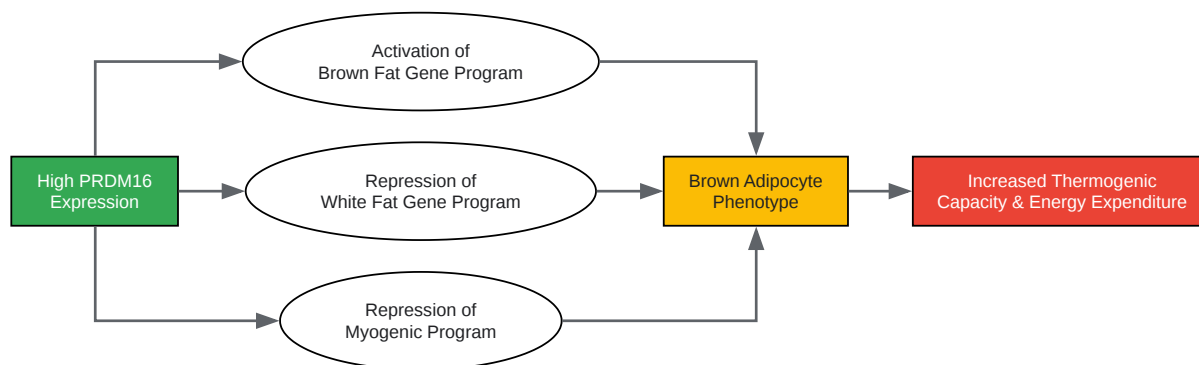 Activation of
Brown Fat Gene Program
High PRDM16
Expression
Repression of
White Fat Gene Program
Brown Adipocyte
Phenotype
Increased Thermogenic
Capacity & Energy Expenditure
Repression of
Myogenic Program